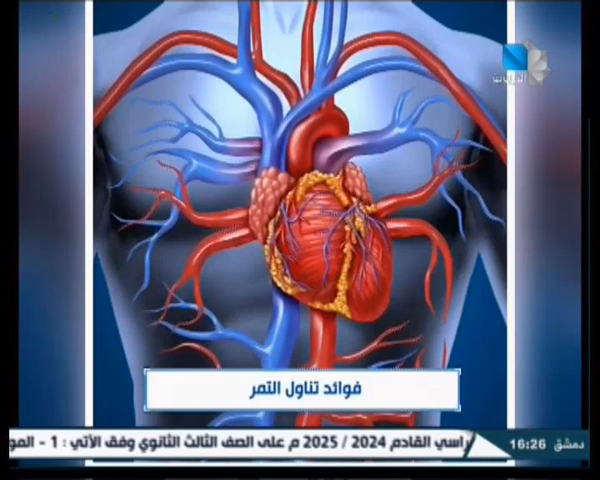 فوائد تناول التمر
دمشق 16:26
راسي القادم 2024 / 2025 م على الصف الثالث الثانوي وفق الآتي : 1 - المو